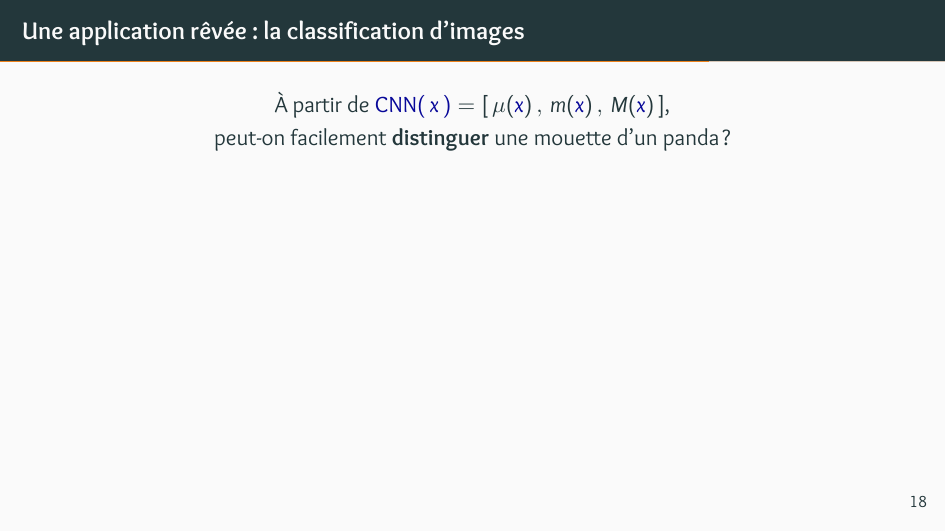 Une application rêvée : la classification d’images
À partir de CNN( x ) = [ μ(x) , m(x) , M(x) ],
peut-on facilement distinguer une mouette d’un panda ?
18